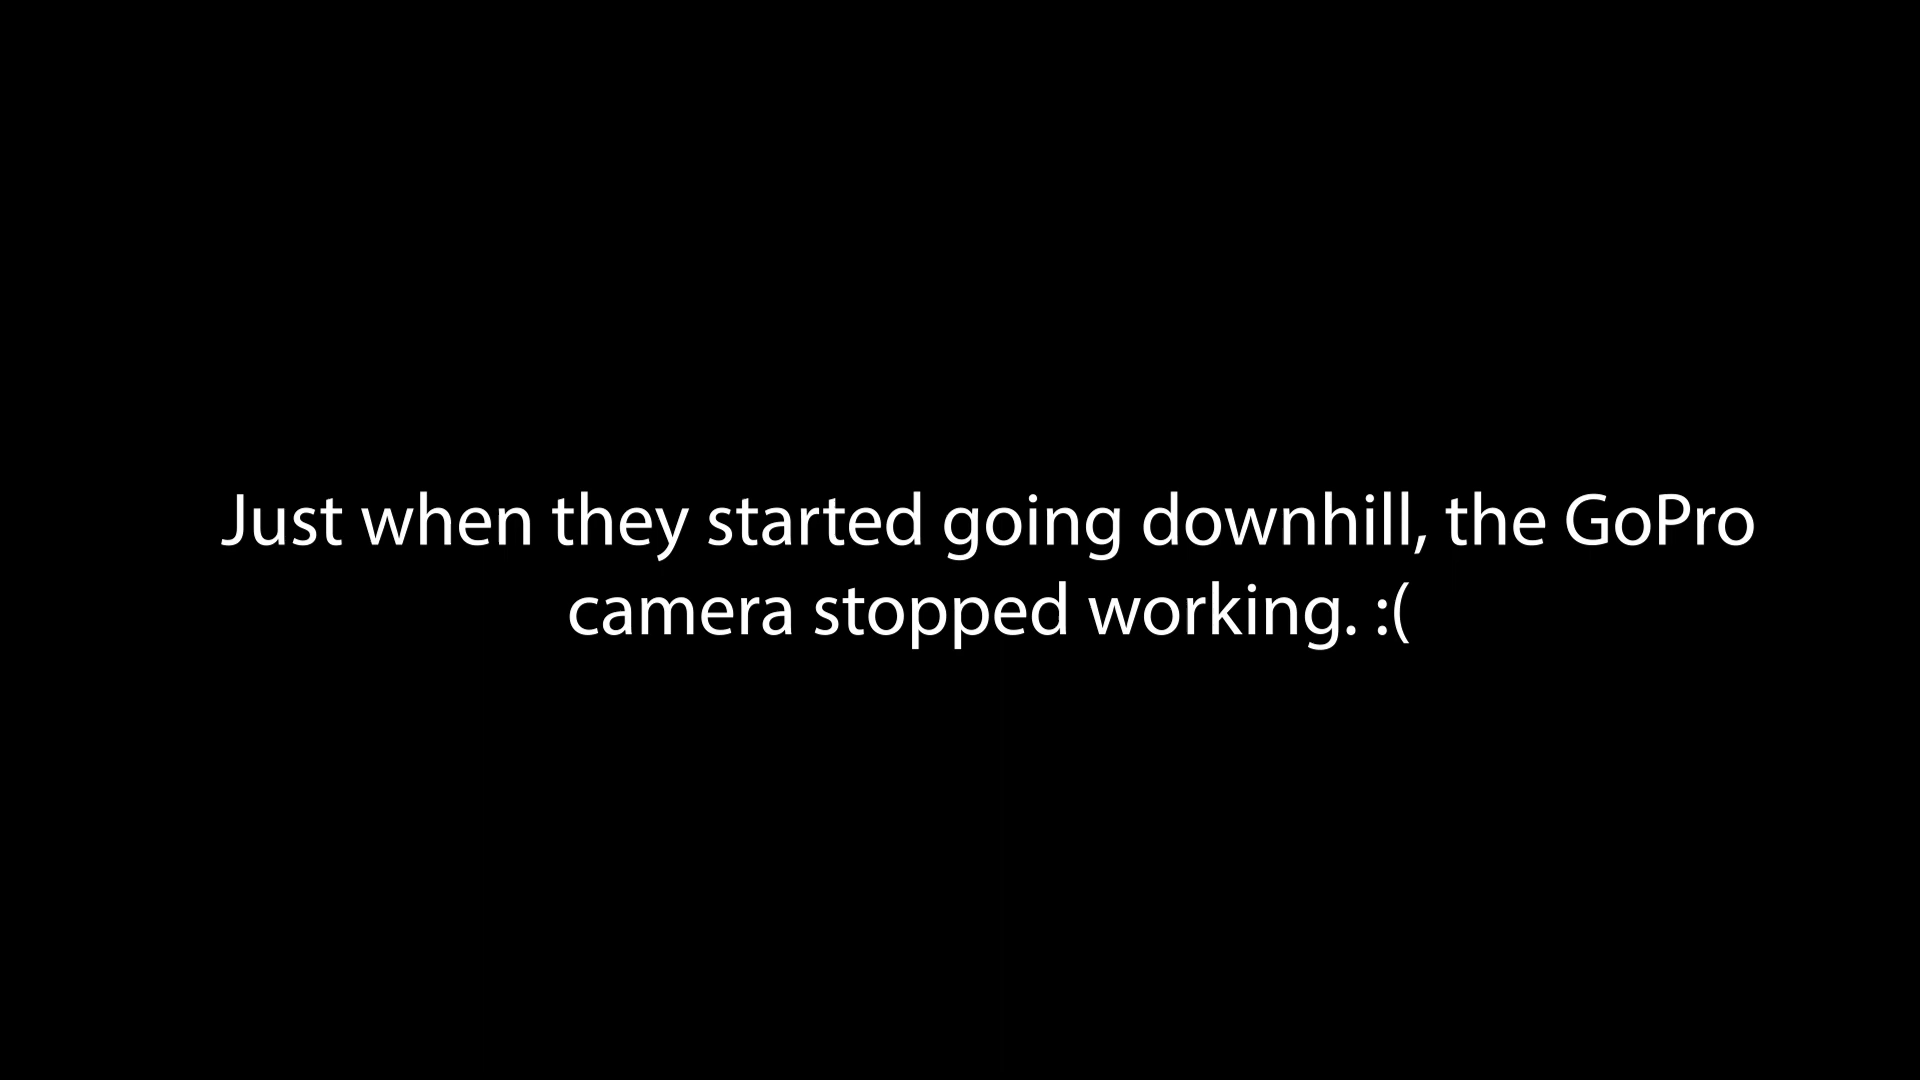 Just when they started going downhill, the GoPro
camera stopped working. :(